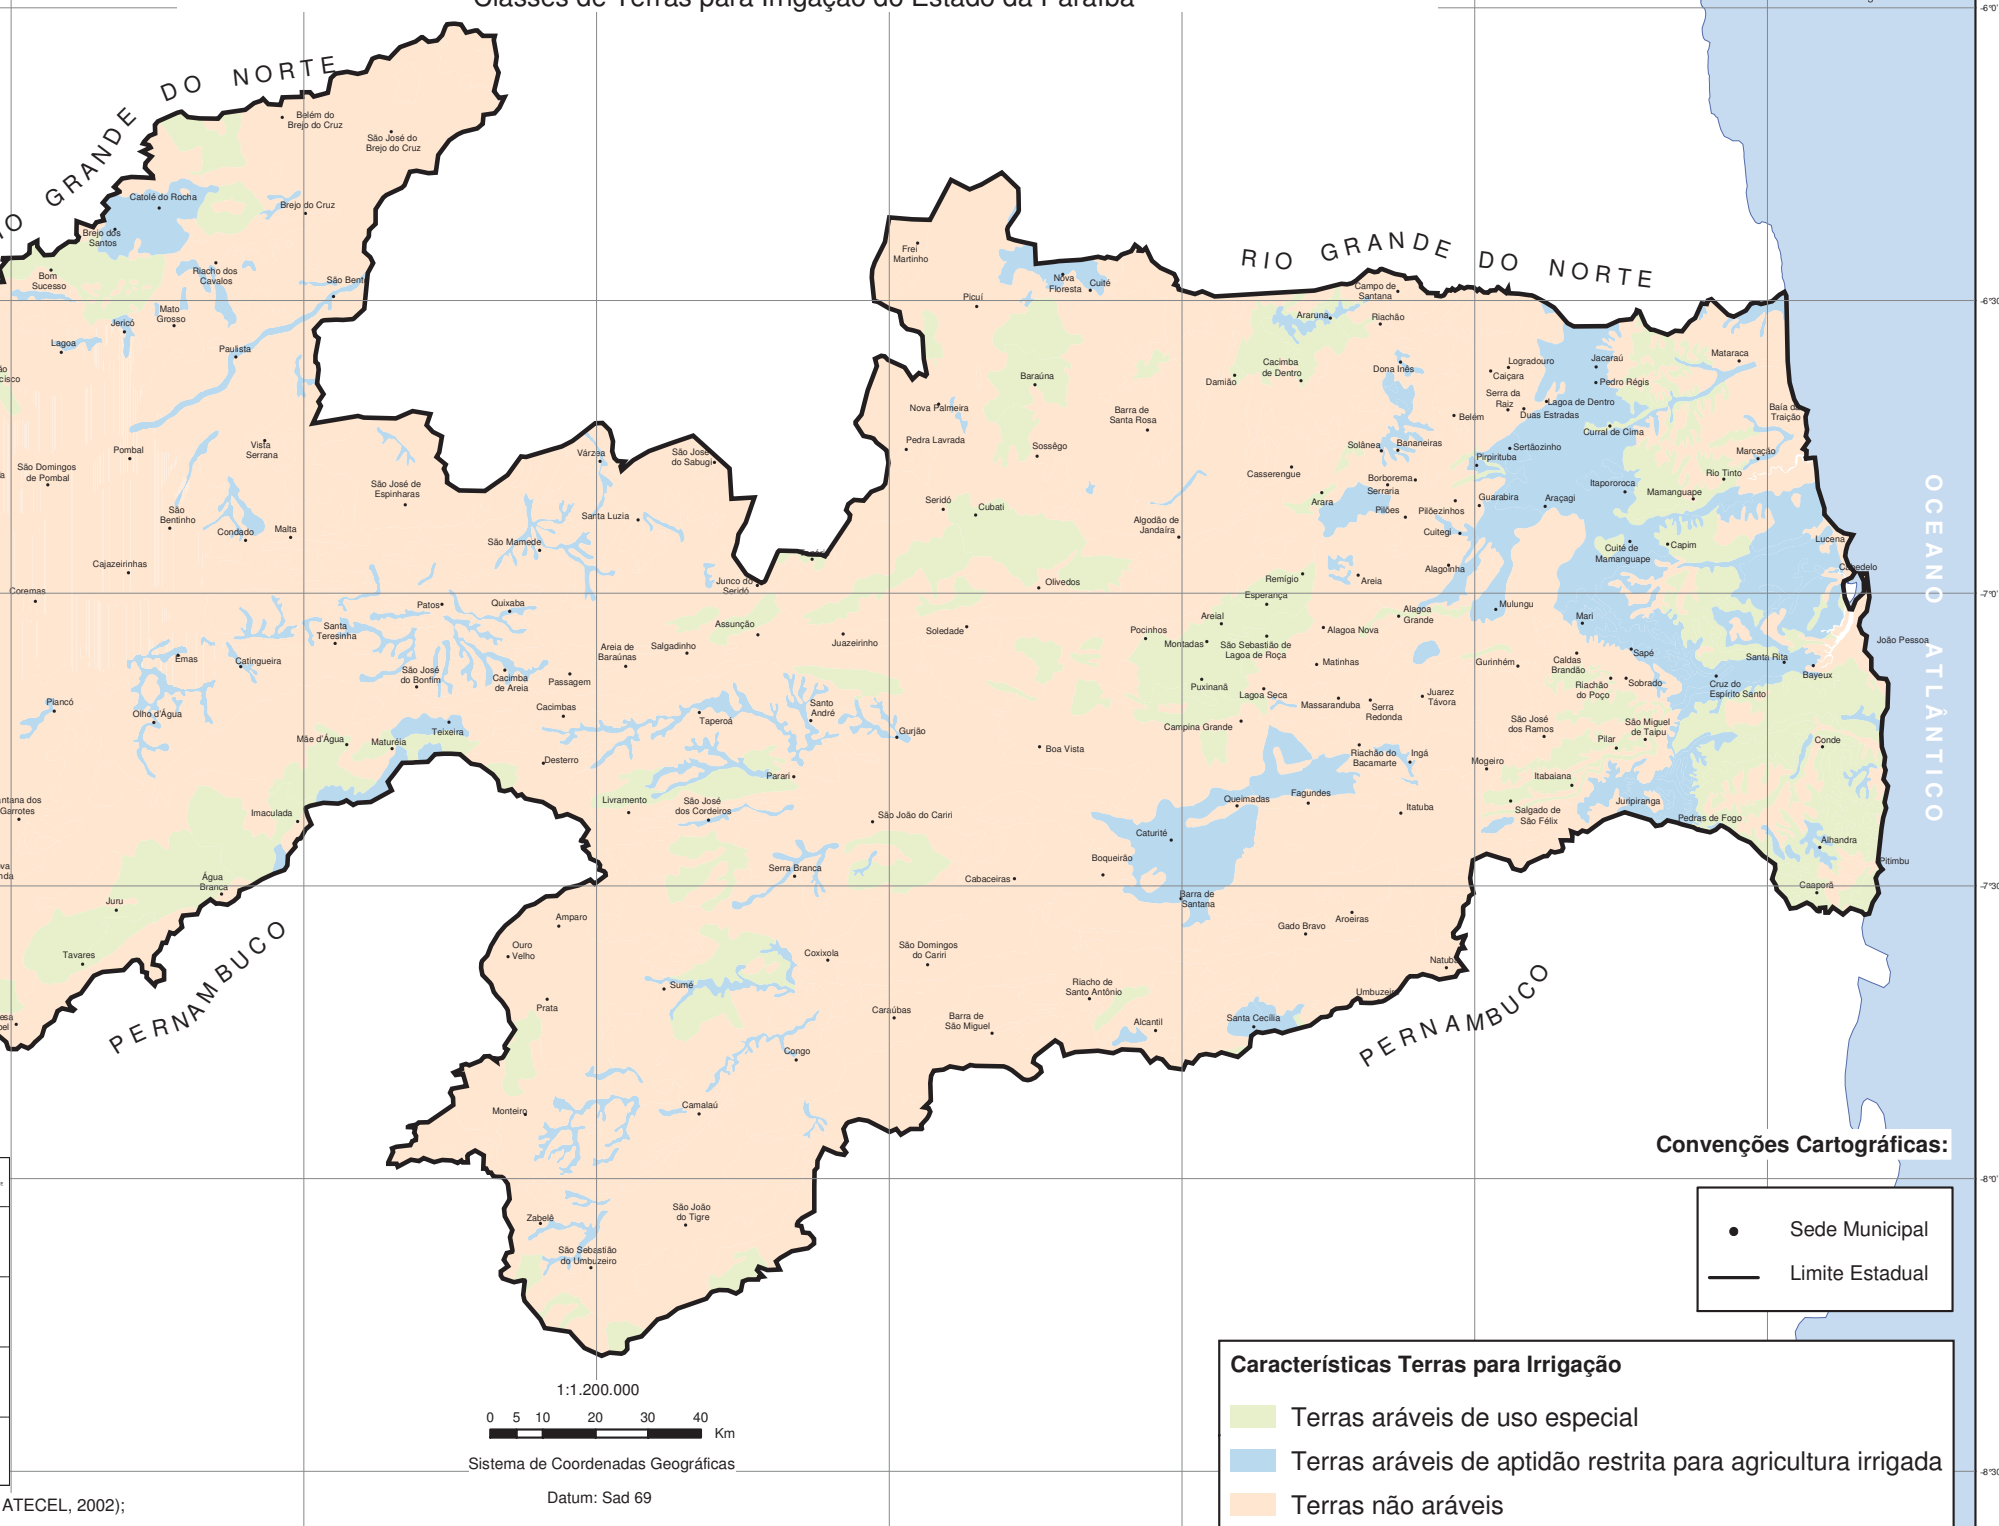 Classes de Terras para Irrigação do Estado da Paraíba
GRANDE DO NORTE
RIO GRANDE DO NORTE
-6°0'
Belém do
Brejo do Cruz
São José do
Brejo do Cruz
Catolé do Rocha
Brejo do Cruz
Brejo dos
Santos
Bom
Sucesso
Riacho dos
Cavalos
São Bento
Mato
Grosso
Jericó
Lagoa
Paulista
Frei
Martinho
Picuí
Nova
Floresta
Cuité
Campo de
Santana
Araruna
Riachão
Cacimba
de Dentro
Damião
Dona Inês
Logradouro
Caiçara
Jacaraú
Pedro Régis
Mataraca
Serra da
Raiz
Lagoa de Dentro
Duas Estradas
Belém
Curral de Cima
Baía da
Traição
Baraúna
Nova Palmeira
Barra de
Santa Rosa
Pedra Lavrada
Sossêgo
Solânea
Bananeiras
Sertãozinho
Pirpirituba
Marcação
Rio Tinto
Pombal
Vista
Serrana
São Domingos
de Pombal
Várzea
São José
do Sabugi
São José de
Espinharas
Casserengue
Borborema
Serraria
Arara
Pilões
Guarabira
Pilõezinhos
Araçagi
Itapororoca
Mamanguape
São
Bentinho
Condado
Malta
Santa Luzia
Seridó
Cubati
Algodão de
Jandaíra
Cuitegi
Cuité de
Mamanguape
Capim
Lucena
São Mamede
Cajazeirinhas
Coremas
Junco do
Seridó
Olivedos
Remígio
Areia
Alagoinha
Cabedelo
Esperança
Patos
Quixaba
Santa
Teresinha
Assunção
Soledade
Juazeirinho
Pocinhos
Areial
Montadas
São Sebastião de
Lagoa de Roça
Alagoa Nova
Alagoa
Grande
Mulungu
Mari
João Pessoa
Emas
Catingueira
Areia de
Baraúnas
Salgadinho
Matinhas
Gurinhém
Caldas
Brandão
Sapé
Santa Rita
Bayeux
São José
do Bonfim
Cacimba
de Areia
Passagem
Puxinanã
Lagoa Seca
Massaranduba
Serra
Redonda
Juarez
Távora
Riachão
do Poço
Sobrado
Cruz do
Espírito Santo
Piancó
Olho d'Água
Cacimbas
Taperoá
Santo
André
Gurjão
Campina Grande
São José
dos Ramos
São Miguel
de Taipu
Pilar
Conde
Mãe d'Água
Maturéia
Teixeira
Boa Vista
Riachão do
Bacamarte
Ingá
Mogeiro
Desterro
Parari
Itabaiana
Livramento
São José
dos Cordeiros
São João do Cariri
Queimadas
Fagundes
Itatuba
Salgado de
São Félix
Juripiranga
Pedras de Fogo
Garrotes
Imaculada
Caturité
Boqueirão
Alhandra
Pitimbu
Água
Branca
Serra Branca
Cabaceiras
Barra de
Santana
Caaporã
Juru
Amparo
Gado Bravo
Aroeiras
Tavares
Ouro
Velho
Coxixola
São Domingos
do Cariri
Natuba
Sumé
Riacho de
Santo Antônio
Prata
Umbuzeiro
Caraúbas
Barra de
São Miguel
Alcantil
Santa Cecília
Congo
Monteiro
Camalaú
Zabelê
São João
do Tigre
São Sebastião
do Umbuzeiro
PERNAMBUCO
PERNAMBUCO
OCEANO ATLÂNTICO
-7°0'
-8°0'
Convenções Cartográficas:
Sede Municipal
Limite Estadual
Características Terras para Irrigação
Terras aráveis de uso especial
Terras aráveis de aptidão restrita para agricultura irrigada
Terras não aráveis
1:1.200.000
0 5 10 20 30 40
Km
Sistema de Coordenadas Geográficas
Datum: Sad 69
ATECEL, 2002);